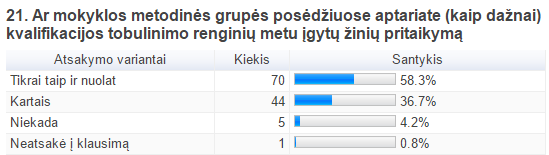 21. Ar mokyklos metodinės grupės posėdžiuose aptariate (kaip dažnai)
kvalifikacijos tobulinimo renginių metu įgytų žinių pritaikymą
Atsakymo variantai Kiekis Santykis
Tikrai taip ir nuolat 70 58.3%
Kartais 44 36.7%
Niekada 5 4.2%
Neatsakė į klausimą 1 0.8%